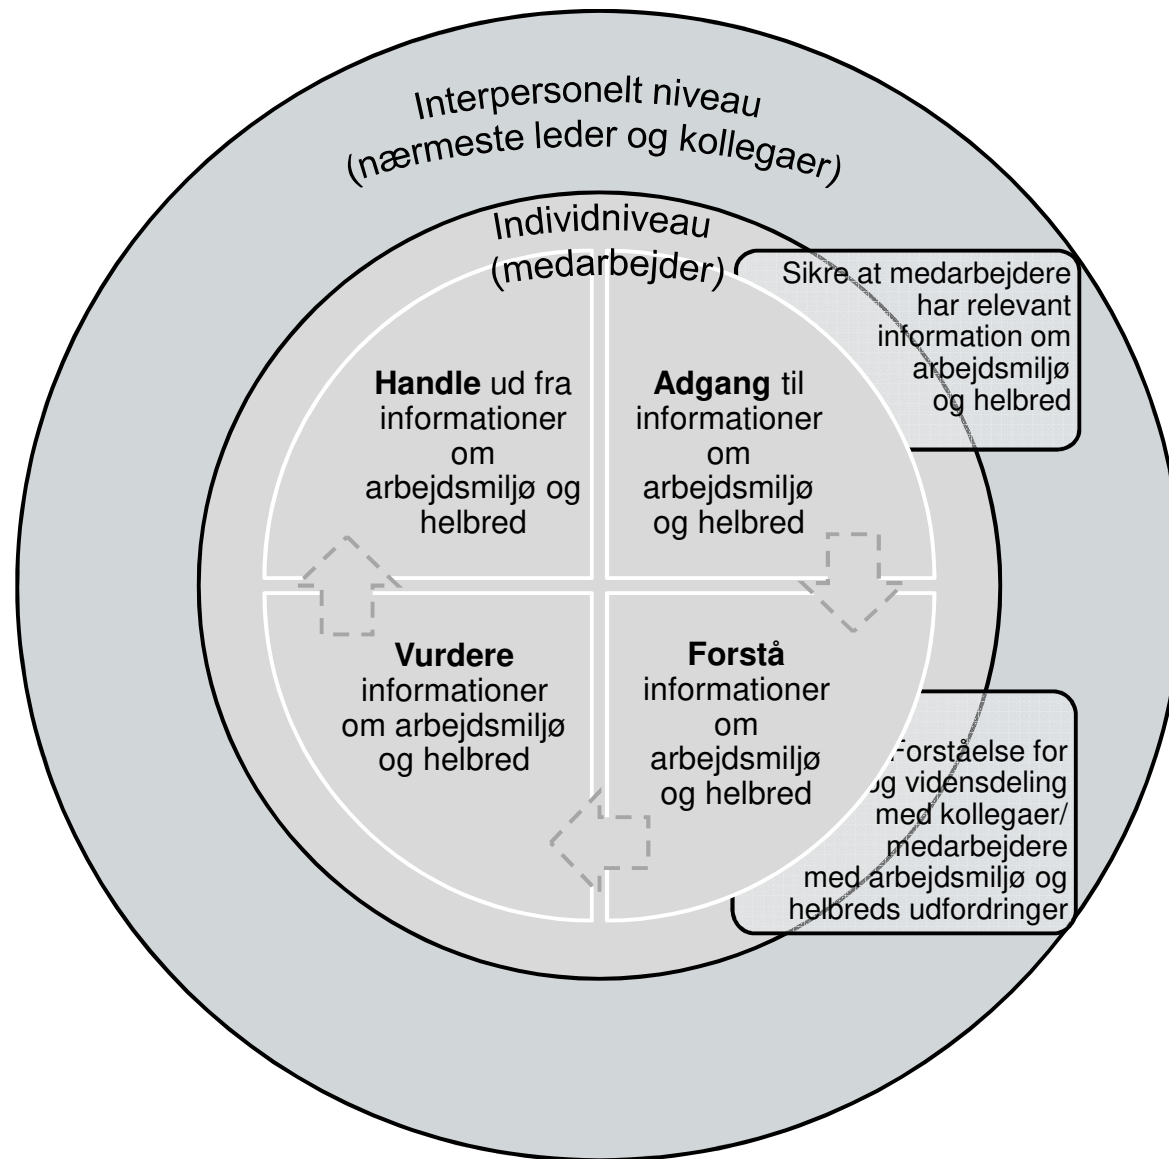 Interpersonelt niveau
(nærmeste leder og kollegaer)
Individniveau
(medarbejder)
Sikre at medarbejdere
har relevant
information om
arbejdsmiljø
og helbred
Handle ud fra
informationer
om
arbejdsmiljø og
helbred
Adgang til
informationer
om
arbejdsmiljø
og helbred
Vurdere
informationer
om arbejdsmiljø
og helbred
Forstå
informationer
om
arbejdsmiljø
og helbred
Forståelse for
og vidensdeling
med kollegaer/
medarbejdere
med arbejdsmiljø og
helbreds udfordringer